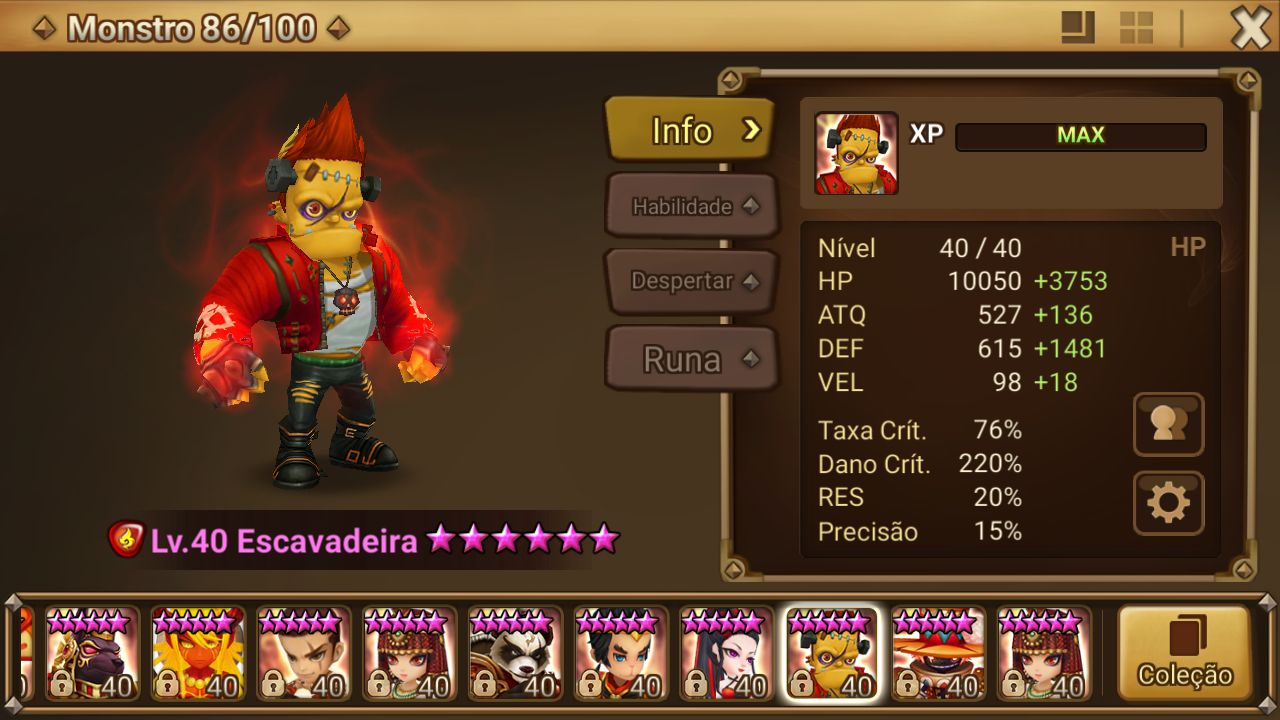 Monstro 86/100
Info
Habilidade
Despertar
Runa
XP MAX
HP
Nível 40 / 40
HP 10050 +3753
ATQ 527 +136
DEF 615 +1481
VEL 98 +18
Taxa Crít. 76%
Dano Crít. 220%
RES 20%
Precisão 15%
Lv.40 Escavadeira
40 40 40 40 40 40 40 40 40 40
Coleção